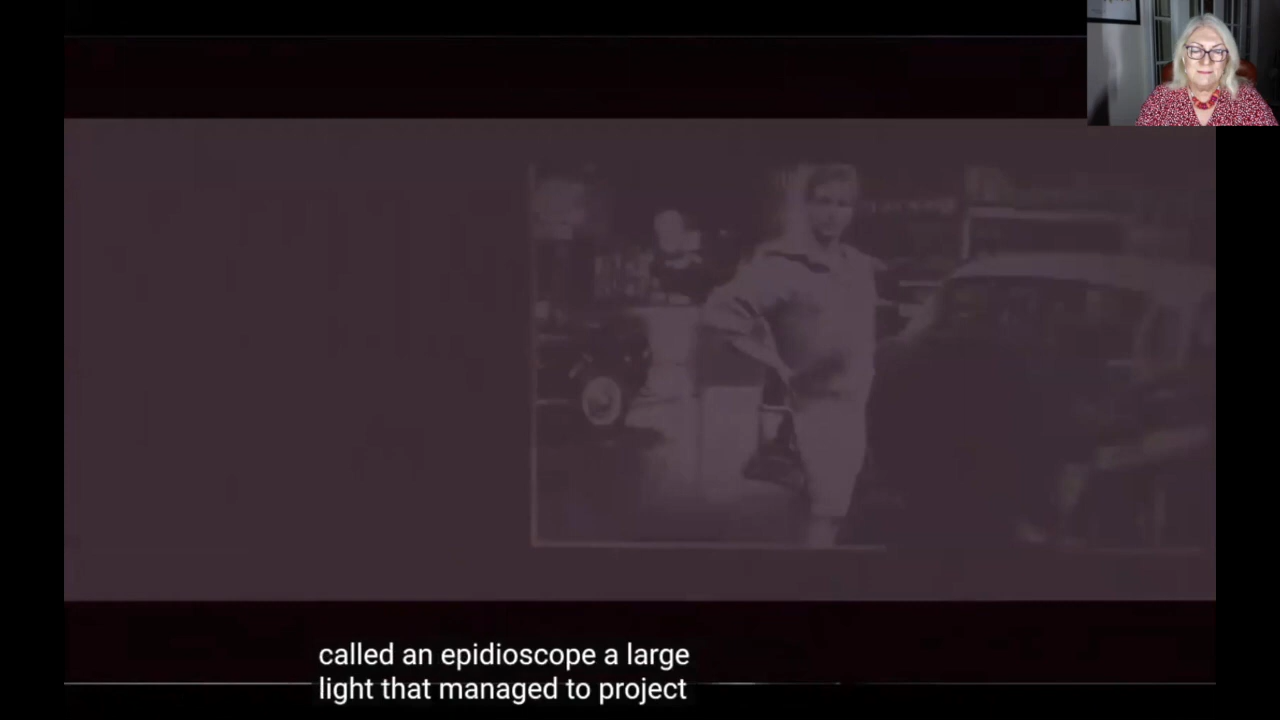 called an epidioscope a large
light that managed to project